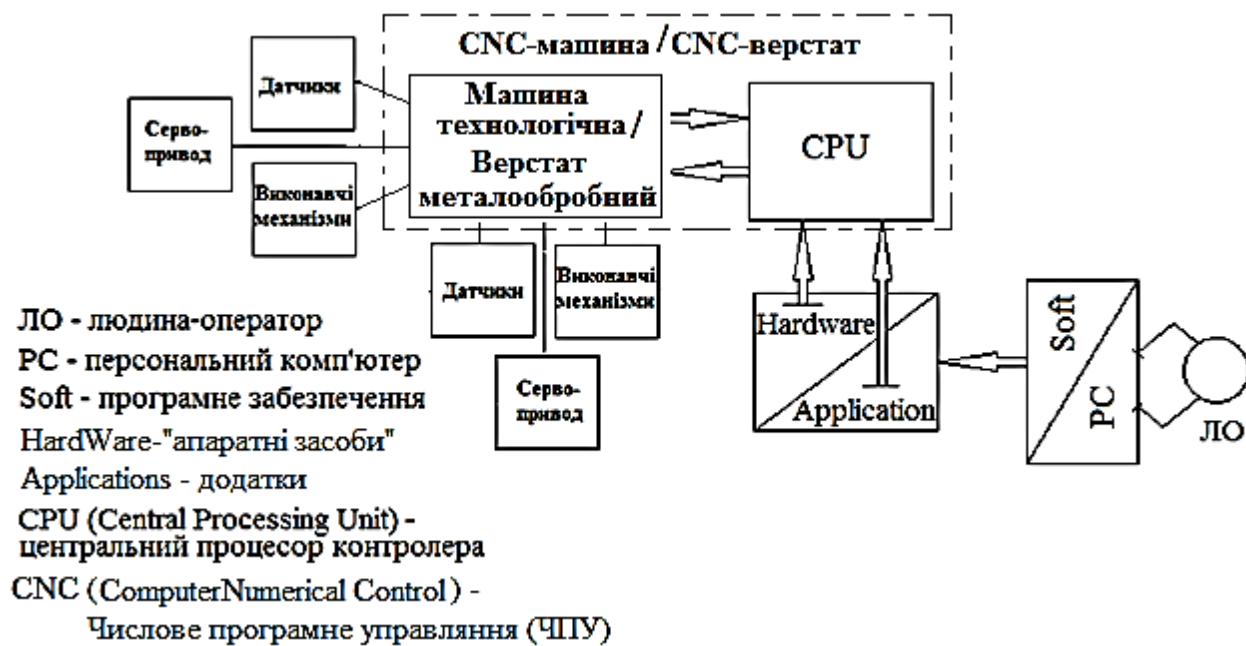 CNC-машина/CNC-верстат
Датчики
Машина
технологічна/
Верстат
металообробний
CPU
Серво-
привод
Виконавчі
механізми
Датчики
Виконавчі
механізми
Серво-
привод
Hardware
Application
Soft
PC
ЛО
ЛО - людина-оператор
PC - персональний комп'ютер
Soft - програмне забезпечення
HardWare-"апаратні засоби"
Applications - додатки
CPU (Central Processing Unit) -
центральний процесор контролера
CNC (ComputerNumerical Control) -
Числове програмне управляння (ЧПУ)